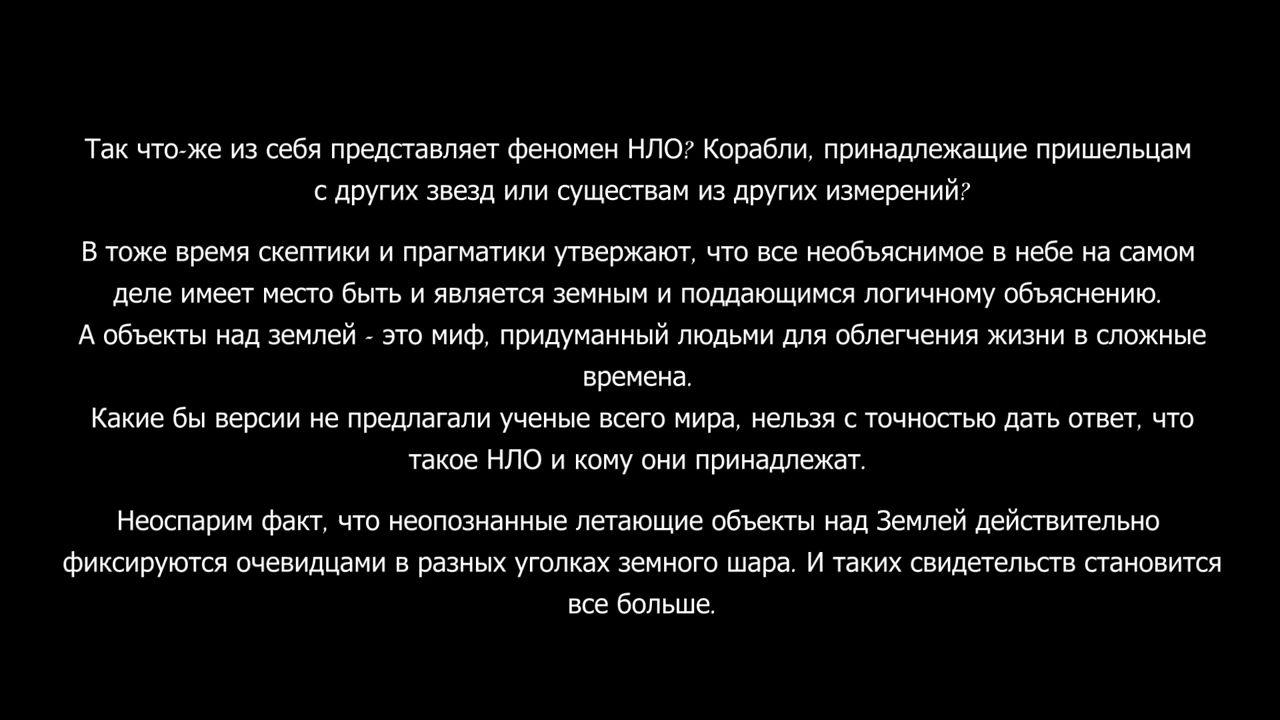 Так что-же из себя представляет феномен НЛО? Корабли, принадлежащие пришельцам
с других звезд или существам из других измерений?
В тоже время скептики и прагматики утвержают, что все необъяснимое в небе на самом
деле имеет место быть и является земным и поддающимся логичному объяснению.
А объекты над землей - это миф, придуманный людьми для облегчения жизни в сложные
времена.
Какие бы версии не предлагали ученые всего мира, нельзя с точностью дать ответ, что
такое НЛО и кому они принадлежат.
Неоспарим факт, что неопознанные летающие объекты над Землей действительно
фиксируются очевидцами в разных уголках земного шара. И таких свидетельств становится
все больше.